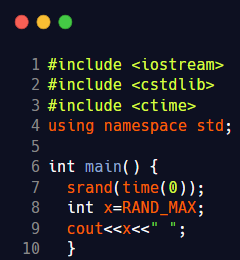 1 #include <iostream>
2 #include <cstdlib>
3 #include <ctime>
4 using namespace std;
5
6 int main() {
7   srand(time(0));
8   int x=RAND_MAX;
9   cout<<x<<" ";
10   }